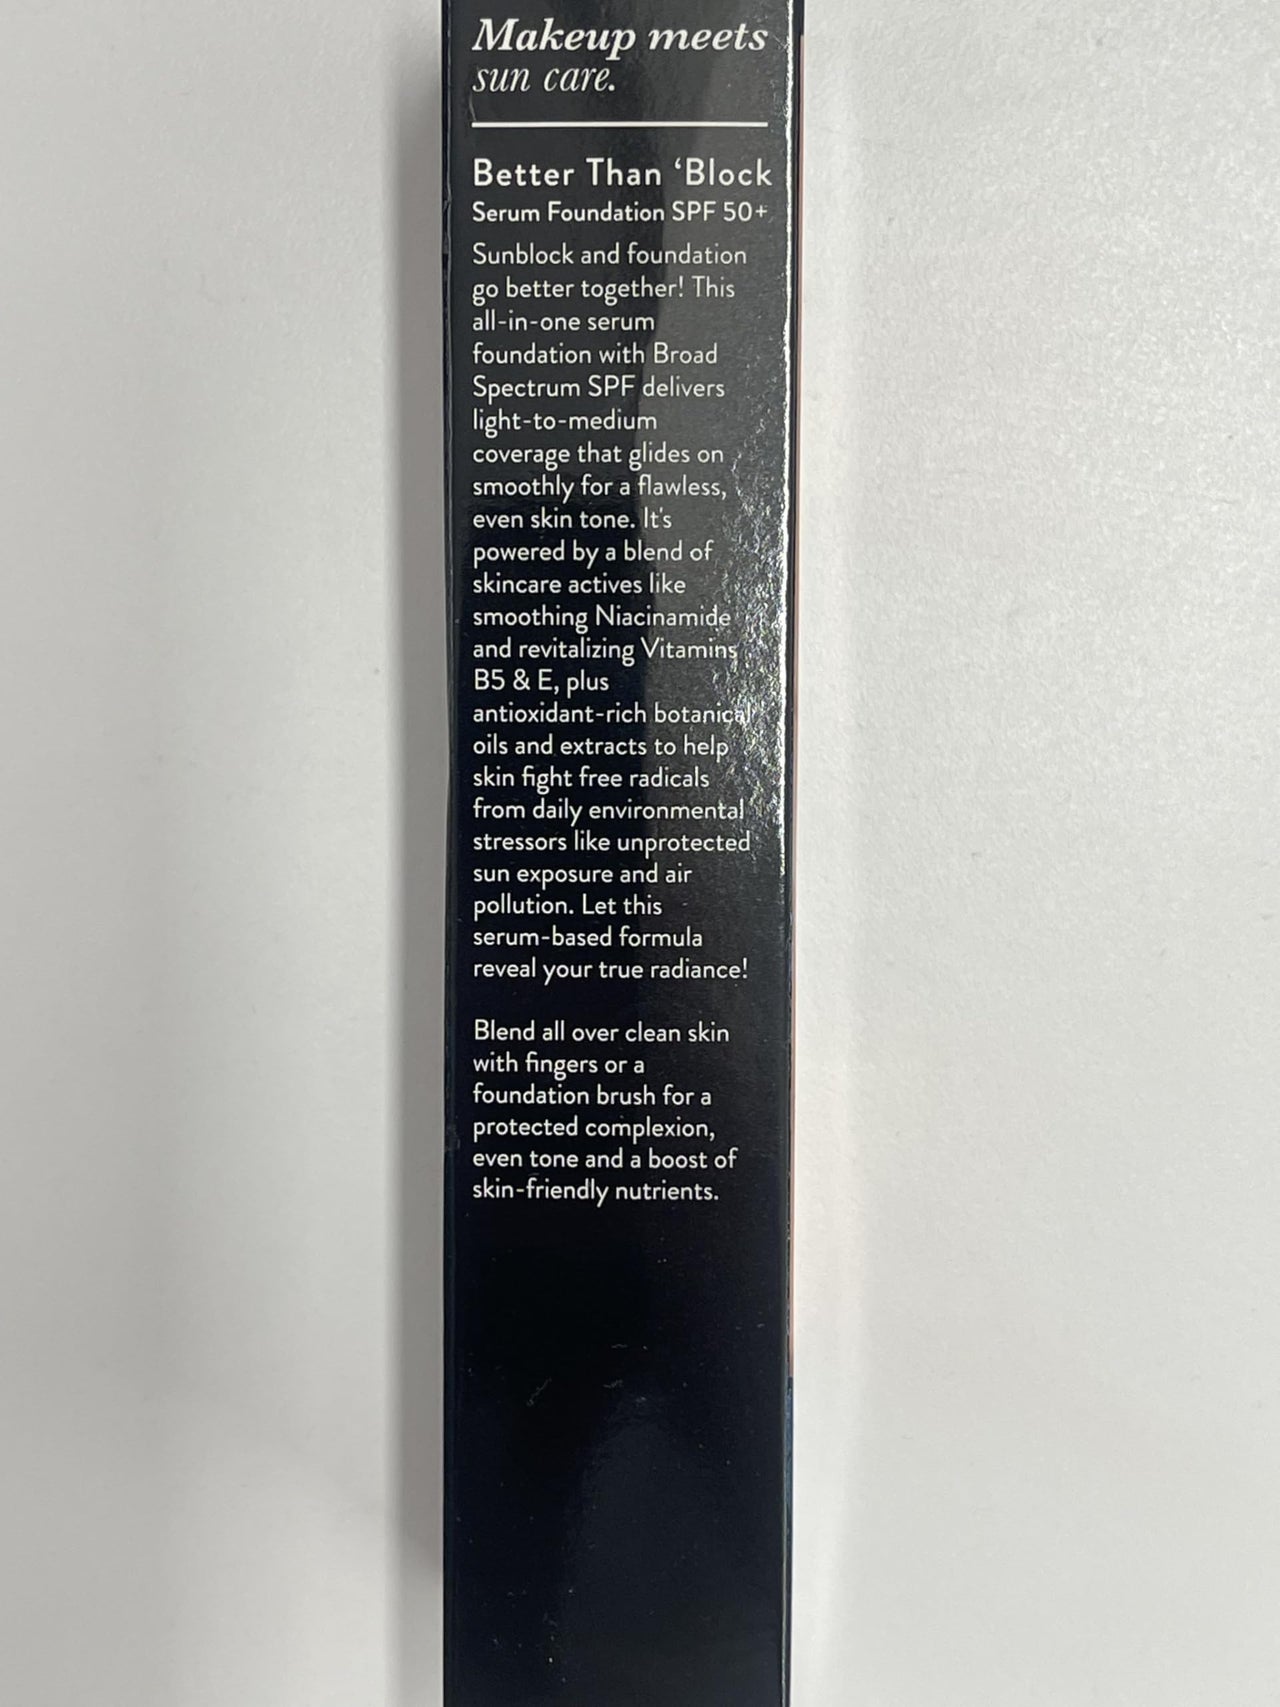 Makeup meets
sun care.
Better Than ‘Block
Serum Foundation SPF 50+
Sunblock and foundation
go better together! This
all-in-one serum
foundation with Broad
Spectrum SPF delivers
light-to-medium
coverage that glides on
smoothly for a flawless,
even skin tone. It's
powered by a blend of
skincare actives like
smoothing Niacinamide
and revitalizing Vitamins
B5 & E, plus
antioxidant-rich botanical
oils and extracts to help
skin fight free radicals
from daily environmental
stressors like unprotected
sun exposure and air
pollution. Let this
serum-based formula
reveal your true radiance!
Blend all over clean skin
with fingers or a
foundation brush for a
protected complexion,
even tone and a boost of
skin-friendly nutrients.